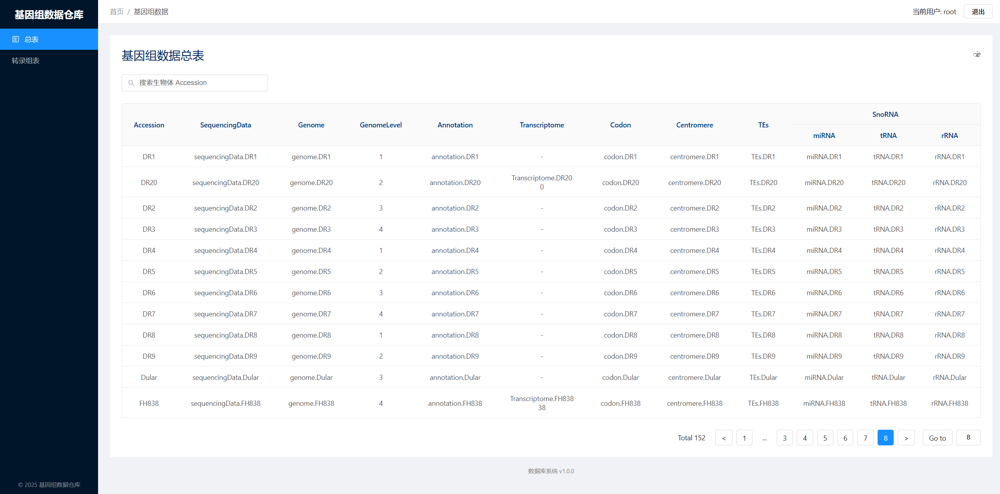 基因组数据仓库
总表
转录组表
© 2025 基因组数据仓库
首页 / 基因组数据
当前用户: root 退出
基因组数据总表
搜索生物体 Accession
Accession SequencingData Genome GenomeLevel Annotation Transcriptome Codon Centromere TEs SnoRNA
miRNA tRNA rRNA
DR1 sequencingData.DR1 genome.DR1 1 annotation.DR1 - codon.DR1 centromere.DR1 TEs.DR1 miRNA.DR1 tRNA.DR1 rRNA.DR1
DR20 sequencingData.DR20 genome.DR20 2 annotation.DR20 Transcriptome.DR20 codon.DR20 centromere.DR20 TEs.DR20 miRNA.DR20 tRNA.DR20 rRNA.DR20
0
DR2 sequencingData.DR2 genome.DR2 3 annotation.DR2 - codon.DR2 centromere.DR2 TEs.DR2 miRNA.DR2 tRNA.DR2 rRNA.DR2
DR3 sequencingData.DR3 genome.DR3 4 annotation.DR3 - codon.DR3 centromere.DR3 TEs.DR3 miRNA.DR3 tRNA.DR3 rRNA.DR3
DR4 sequencingData.DR4 genome.DR4 1 annotation.DR4 - codon.DR4 centromere.DR4 TEs.DR4 miRNA.DR4 tRNA.DR4 rRNA.DR4
DR5 sequencingData.DR5 genome.DR5 2 annotation.DR5 - codon.DR5 centromere.DR5 TEs.DR5 miRNA.DR5 tRNA.DR5 rRNA.DR5
DR6 sequencingData.DR6 genome.DR6 3 annotation.DR6 - codon.DR6 centromere.DR6 TEs.DR6 miRNA.DR6 tRNA.DR6 rRNA.DR6
DR7 sequencingData.DR7 genome.DR7 4 annotation.DR7 - codon.DR7 centromere.DR7 TEs.DR7 miRNA.DR7 tRNA.DR7 rRNA.DR7
DR8 sequencingData.DR8 genome.DR8 1 annotation.DR8 - codon.DR8 centromere.DR8 TEs.DR8 miRNA.DR8 tRNA.DR8 rRNA.DR8
DR9 sequencingData.DR9 genome.DR9 2 annotation.DR9 - codon.DR9 centromere.DR9 TEs.DR9 miRNA.DR9 tRNA.DR9 rRNA.DR9
Dular sequencingData.Dular genome.Dular 3 annotation.Dular - codon.Dular centromere.Dular TEs.Dular miRNA.Dular tRNA.Dular rRNA.Dular
FH838 sequencingData.FH838 genome.FH838 4 annotation.FH838 Transcriptome.FH838 codon.FH838 centromere.FH838 TEs.FH838 miRNA.FH838 tRNA.FH838 rRNA.FH838
38
Total 152 < 1 ... 3 4 5 6 7 8 > Go to 8
数据库系统 v1.0.0